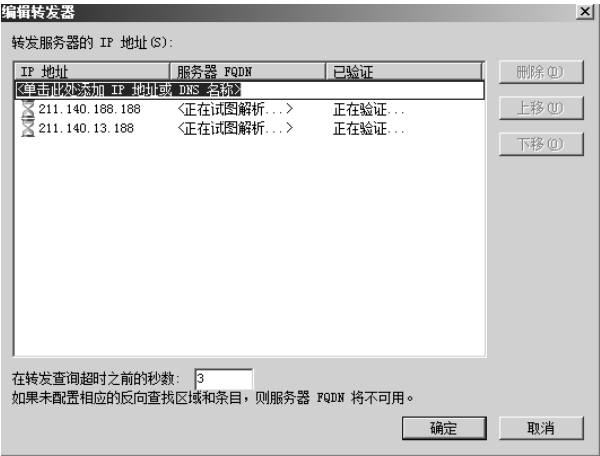 编辑转发器
转发服务器的 IP 地址(S):
IP 地址 服务器 FQDN 已验证
<单击此处添加 IP 地址或 DNS 名称>
211.140.188.188 <正在试图解析...> 正在验证...
211.140.13.188 <正在试图解析...> 正在验证...
删除(D)
上移(U)
下移(O)
在转发查询超时之前的秒数: 3
如果未配置相应的反向查找区域和条目,则服务器 FQDN 将不可用。
确定 取消